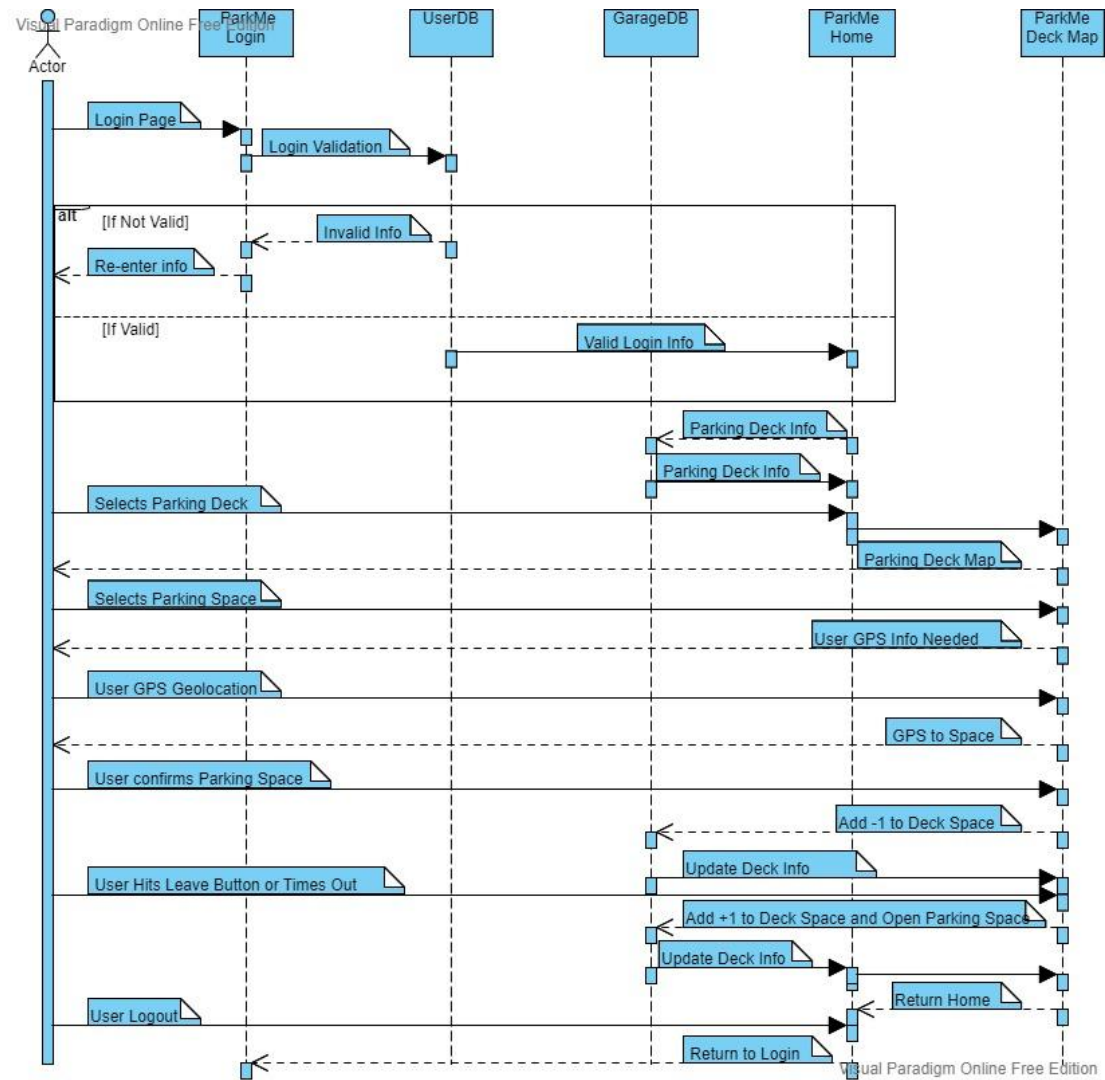 Visual Paradigm Online Free Edition
ParkMe
Login
UserDB
GarageDB
ParkMe
Home
ParkMe
Deck Map
Actor
Login Page
Login Validation
alt
[If Not Valid]
Invalid Info
Re-enter info
[If Valid]
Valid Login Info
Parking Deck Info
Parking Deck Info
Selects Parking Deck
Parking Deck Map
Selects Parking Space
User GPS Info Needed
User GPS Geolocation
GPS to Space
User confirms Parking Space
Add -1 to Deck Space
Update Deck Info
User Hits Leave Button or Times Out
Add +1 to Deck Space and Open Parking Space
Update Deck Info
Return Home
User Logout
Return to Login
Visual Paradigm Online Free Edition